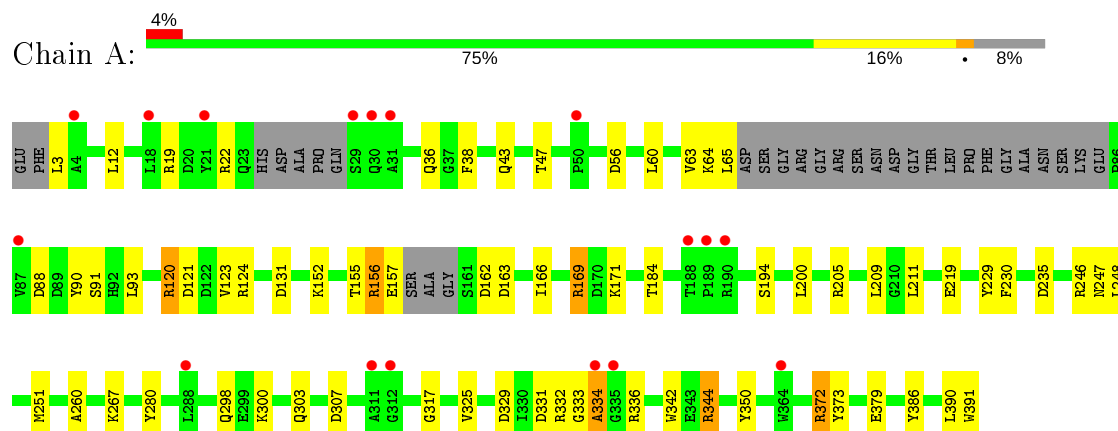 4%
Chain A:
75% 16% • 8%
GLU PHE L3 A4 L12 L18 R19 D20 Y21 R22 Q23 HIS ASP ALA PRO GLN S29 Q30 A31 Q36 G37 F38 Q43 T47 P50 D56 L60 V63 K64 L65 ASP SER GLY ARG GLY ARG SER ASN ASP GLY THR LEU PRO PHE GLY ALA ASN SER LYS GLU P86
V87 D88 D89 Y90 S91 H92 L93 R120 D121 D122 V123 R124 D131 K152 T155 R156 E157 SER ALA GLY S161 D162 D163 I166 R169 D170 K171 T184 T188 P189 R190 S194 L200 R205 L209 G210 L211 E219 Y229 F230 D235 R246 N247 L248
M251 A260 K267 Y280 L288 Q298 E299 K300 Q303 D307 A311 G312 G317 V325 D329 I330 D331 R332 G333 A334 G335 R336 W342 E343 R344 Y350 W364 R372 Y373 E379 Y386 L390 W391